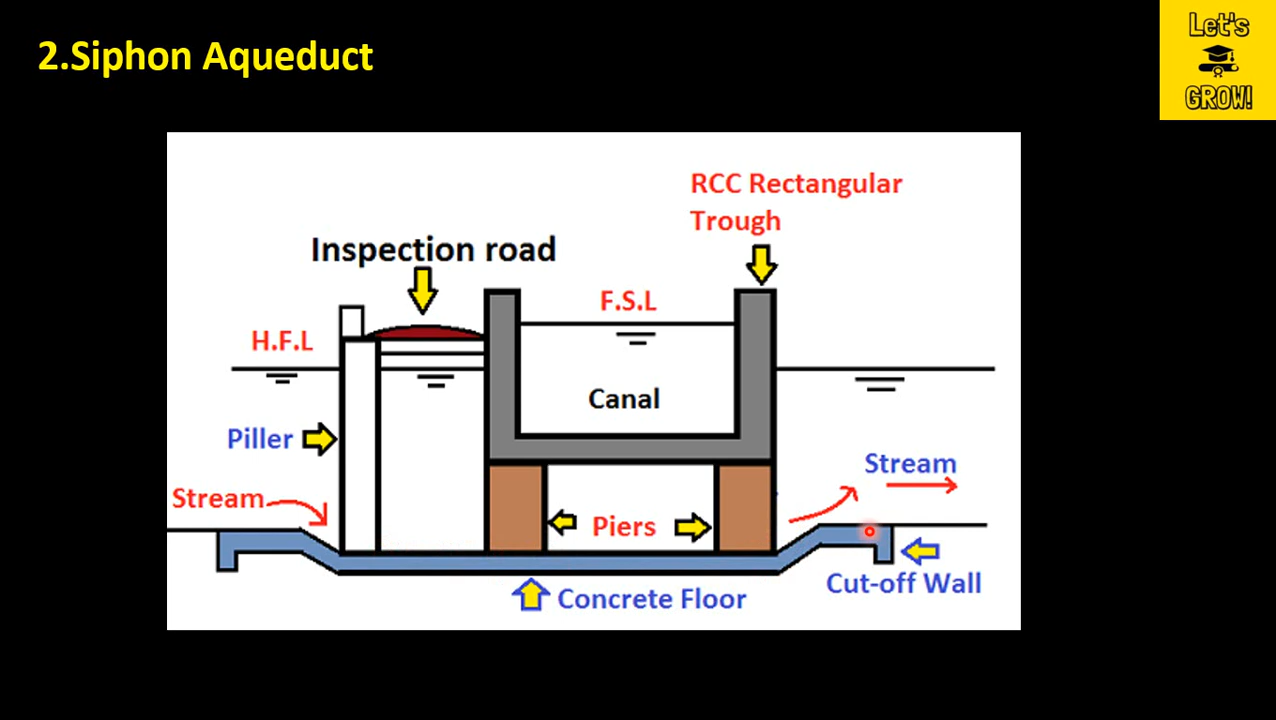 2.Siphon Aqueduct
Let's
GROW!
RCC Rectangular
Trough
Inspection road
F.S.L
H.F.L
Canal
Piller
Stream
Stream
Piers
Cut-off Wall
Concrete Floor